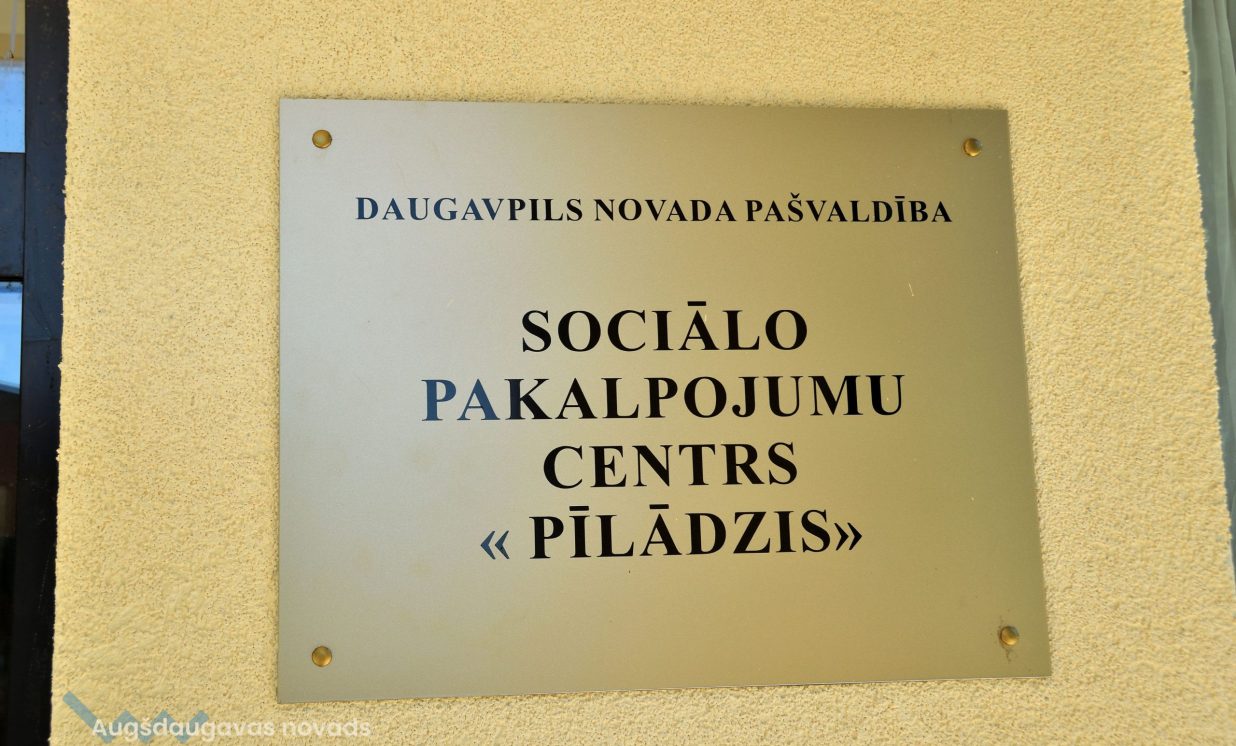 DAUGAVPILS NOVADA PAŠVALDĪBA
SOCIĀLO
PAKALPOJUMU
CENTRS
« PĪLĀDZIS»
Augšdaugavas novads